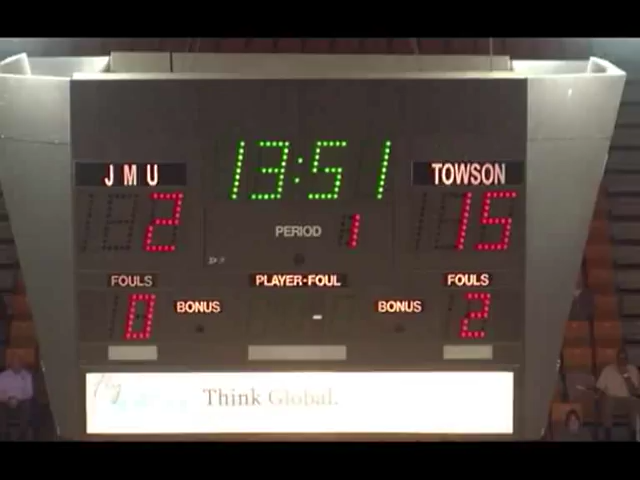 13:51
JMU TOWSON
2 PERIOD 1 15
FOULS PLAYER-FOUL FOULS
0 BONUS - BONUS 2
Think Global.